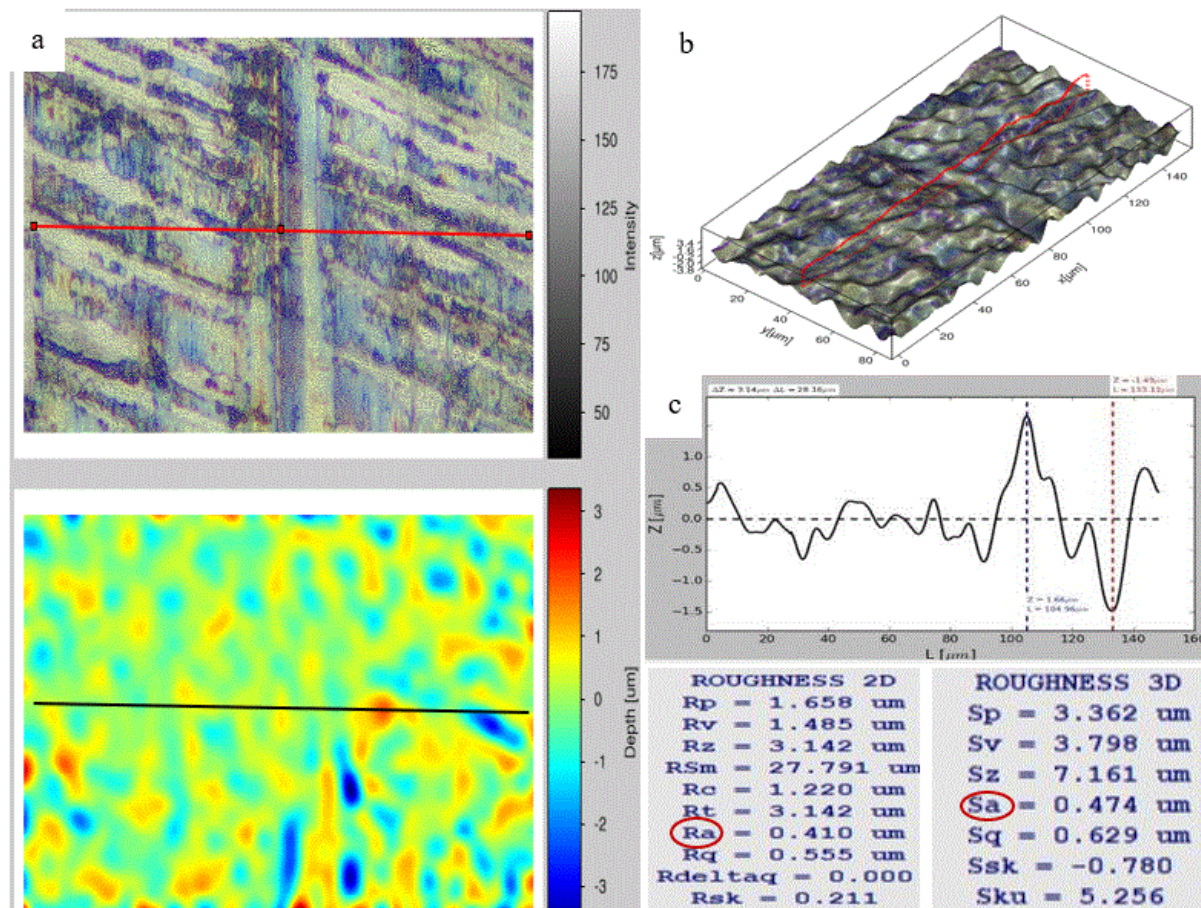 a
175
150
125
100
75
50
Intensity
3
2
1
0
-1
-2
-3
Depth [um]
b
z[μm]
0
20
40
60
80
y[μm]
0
20
40
60
80
100
120
140
x[μm]
c
ΔZ = 3.14μm ΔL = 28.16μm
Z = -1.49μm
L = 133.11μm
1.0
0.5
0.0
-0.5
-1.0
-1.5
Z [μm]
Z = 1.66μm
L = 104.96μm
0
20
40
60
80
100
120
140
160
L [μm]
ROUGHNESS 2D
Rp = 1.658 um
Rv = 1.485 um
Rz = 3.142 um
RSm = 27.791 um
Rc = 1.220 um
Rt = 3.142 um
Ra = 0.410 um
Rq = 0.555 um
Rdeltaq = 0.000
Rsk = 0.211
ROUGHNESS 3D
Sp = 3.362 um
Sv = 3.798 um
Sz = 7.161 um
Sa = 0.474 um
Sq = 0.629 um
Ssk = -0.780
Sku = 5.256